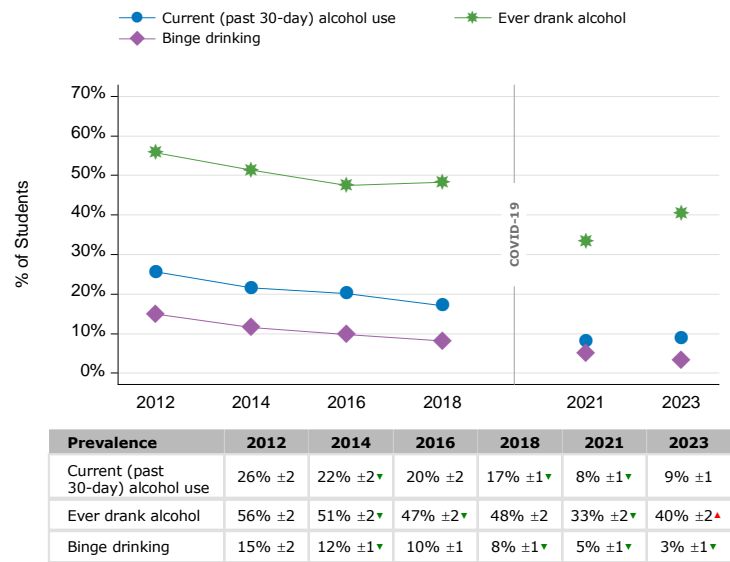 Current (past 30-day) alcohol use
Ever drank alcohol
Binge drinking
70%
60%
50%
40%
30%
20%
10%
0%
% of Students
COVID-19
2012 2014 2016 2018 2021 2023
Prevalence 2012 2014 2016 2018 2021 2023
Current (past
30-day) alcohol use 26% ±2 22% ±2▼ 20% ±2 17% ±1▼ 8% ±1▼ 9% ±1
Ever drank alcohol 56% ±2 51% ±2▼ 47% ±2▼ 48% ±2 33% ±2▼ 40% ±2▲
Binge drinking 15% ±2 12% ±1▼ 10% ±1 8% ±1▼ 5% ±1▼ 3% ±1▼